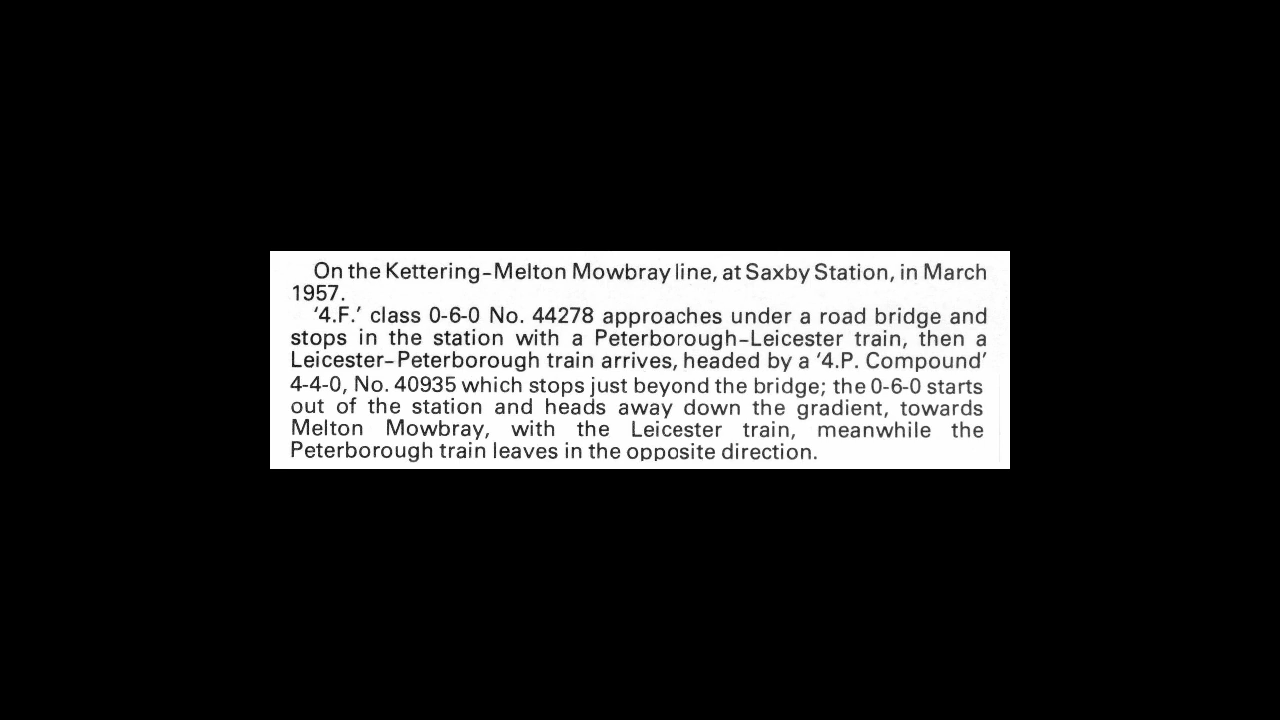 On the Kettering–Melton Mowbray line, at Saxby Station, in March
1957.
'4.F.' class 0-6-0 No. 44278 approaches under a road bridge and
stops in the station with a Peterborough–Leicester train, then a
Leicester–Peterborough train arrives, headed by a '4.P. Compound'
4-4-0, No. 40935 which stops just beyond the bridge; the 0-6-0 starts
out of the station and heads away down the gradient, towards
Melton Mowbray, with the Leicester train, meanwhile the
Peterborough train leaves in the opposite direction.